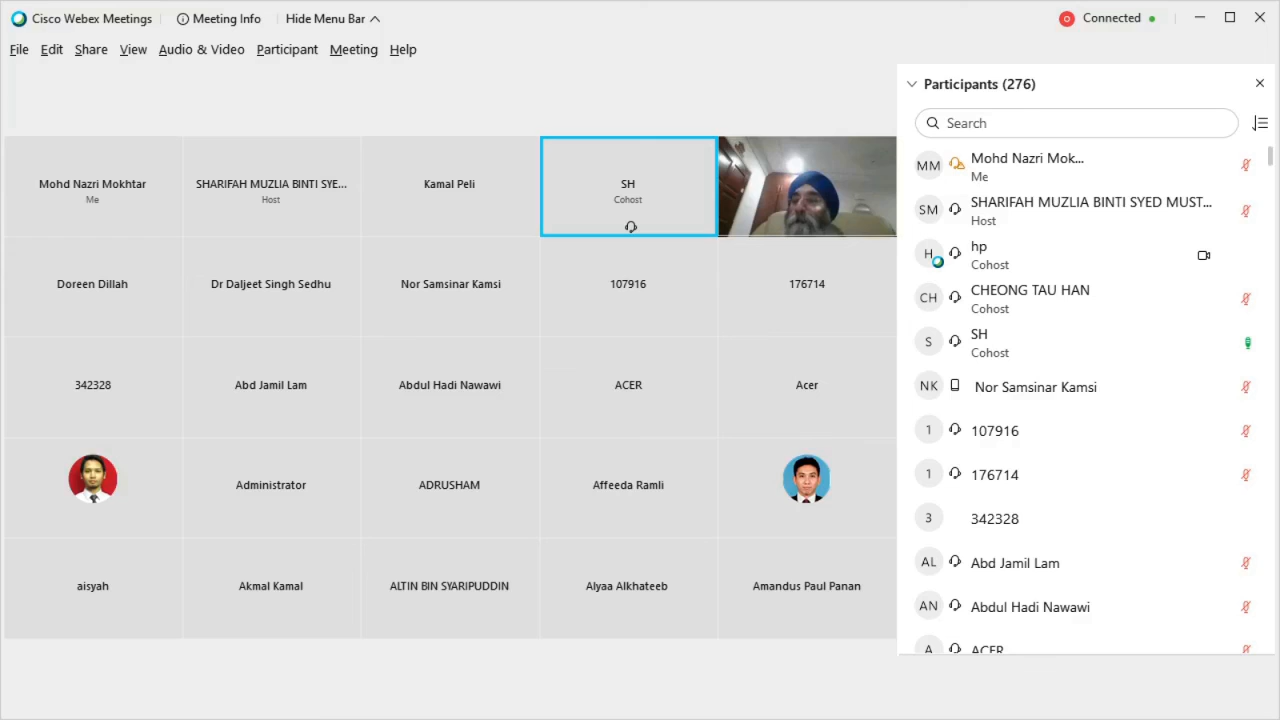 Cisco Webex Meetings
Meeting Info
Hide Menu Bar
Connected
File Edit Share View Audio & Video Participant Meeting Help
Mohd Nazri Mokhtar
Me
SHARIFAH MUZLIA BINTI SYE...
Host
Kamal Peli
SH
Cohost
Doreen Dillah
Dr Daljeet Singh Sedhu
Nor Samsinar Kamsi
107916
176714
342328
Abd Jamil Lam
Abdul Hadi Nawawi
ACER
Acer
Administrator
ADRUSHAM
Affeeda Ramli
aisyah
Akmal Kamal
ALTIN BIN SYARIPUDDIN
Alyaa Alkhateeb
Amandus Paul Panan
Participants (276)
Search
MM
Mohd Nazri Mok...
Me
SM
SHARIFAH MUZLIA BINTI SYED MUST...
Host
H
hp
Cohost
CH
CHEONG TAU HAN
Cohost
S
SH
Cohost
NK
Nor Samsinar Kamsi
1
107916
1
176714
3
342328
AL
Abd Jamil Lam
AN
Abdul Hadi Nawawi
A
ACER